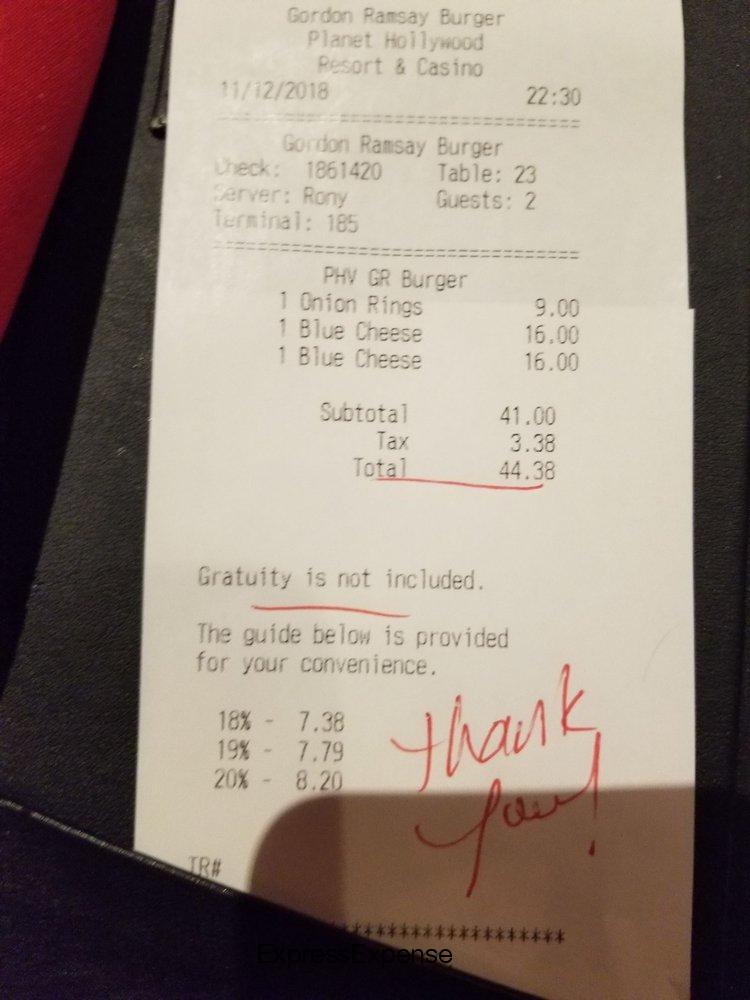 Gordon Ramsay Burger
Planet Hollywood
Resort & Casino
11/12/2018 22:30
================================
Gordon Ramsay Burger
Check: 1861420 Table: 23
Server: Rony Guests: 2
Terminal: 185
================================
PHV GR Burger
1 Onion Rings 9.00
1 Blue Cheese 16.00
1 Blue Cheese 16.00
Subtotal 41.00
Tax 3.38
Total 44.38
Gratuity is not included.
The guide below is provided
for your convenience.
18% - 7.38
19% - 7.79
20% - 8.20
Thank
You!
TR#
********************
ExpressExpense